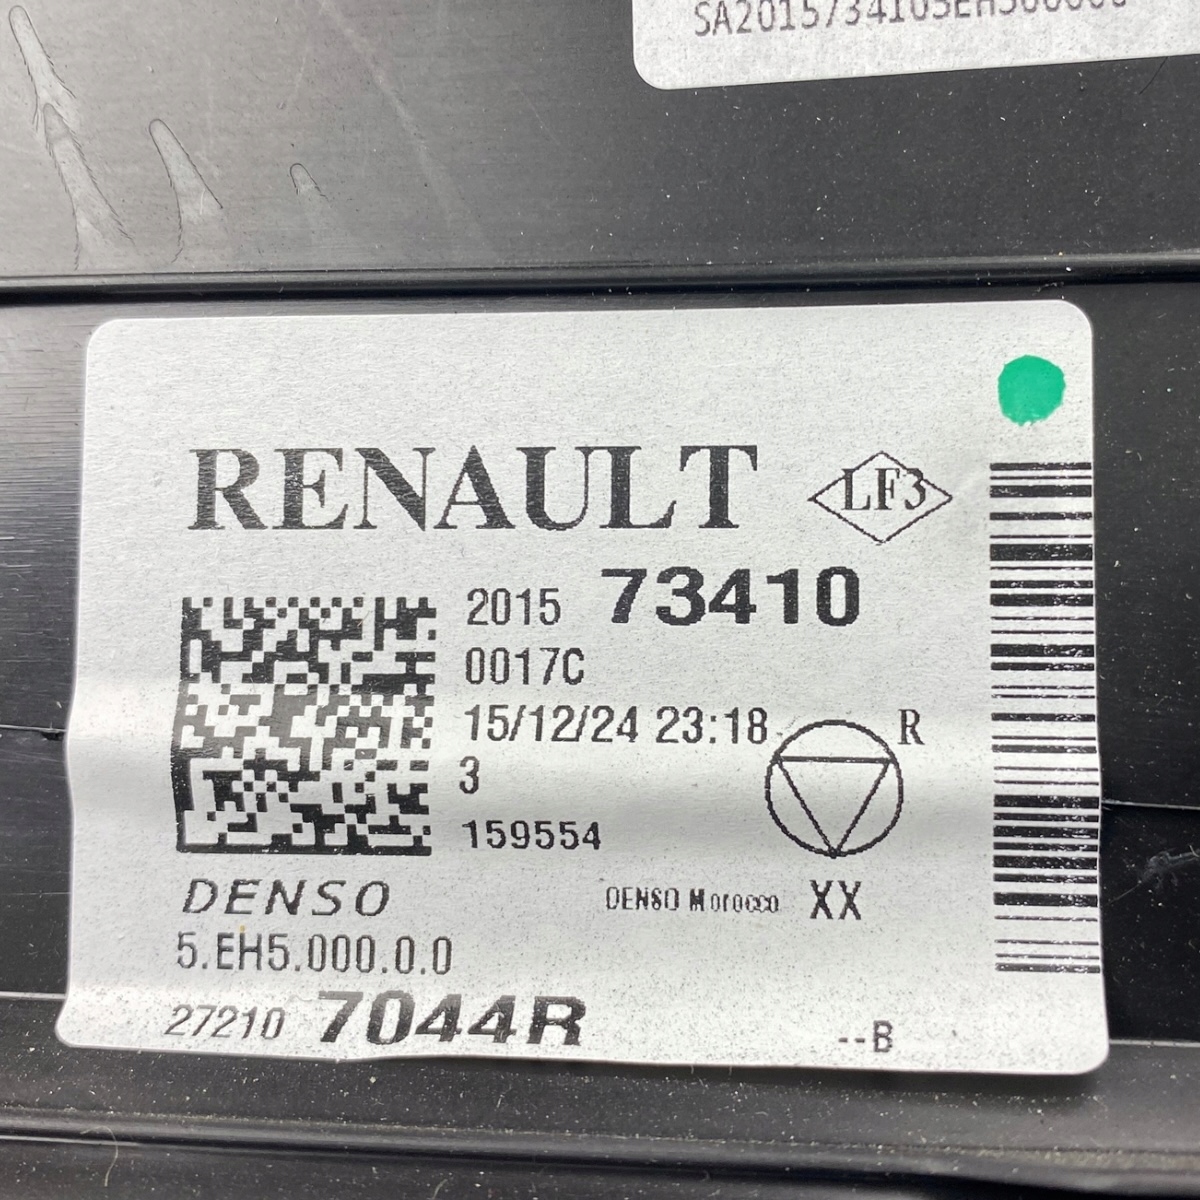 SA2015734105EH500000
RENAULT LF3
2015 73410
0017C
15/12/24 23:18 R
3
159554
DENSO DENSO Morocco XX
5.EH5.000.0.0
27210 7044R --B